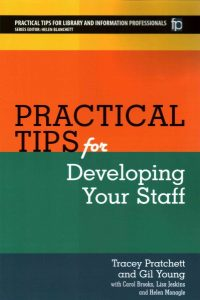 PRACTICAL TIPS FOR LIBRARY AND INFORMATION PROFESSIONALS
SERIES EDITOR: HELEN BLANCHETT
fp
PRACTICAL
TIPS for
Developing
Your Staff
Tracey Pratchett
and Gil Young
with Carol Brooks, Lisa Jeskins
and Helen Monagle